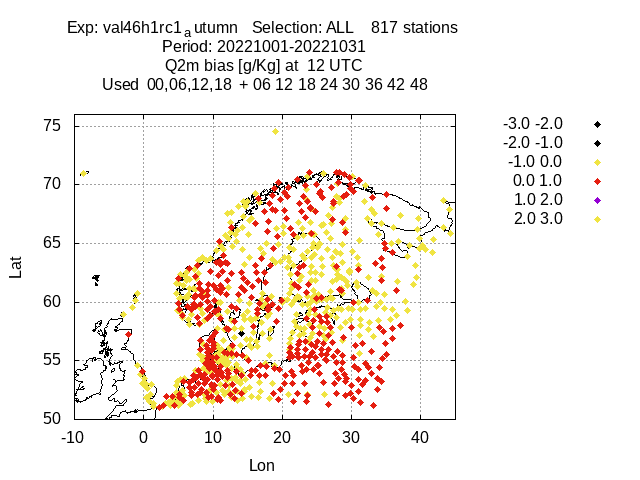 Exp: val46h1rc1autumn   Selection: ALL    817 stations
Period: 20221001-20221031
Q2m bias [g/Kg] at  12 UTC
Used  00,06,12,18  + 06 12 18 24 30 36 42 48
75
70
65
60
55
50
-10 0 10 20 30 40
Lat
Lon
-3.0 -2.0
-2.0 -1.0
-1.0 0.0
0.0 1.0
1.0 2.0
2.0 3.0